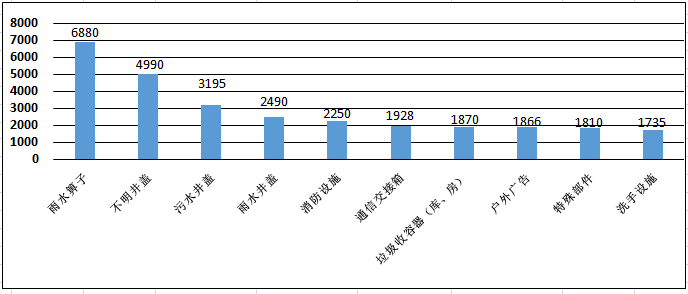 8000
7000
6000
5000
4000
3000
2000
1000
0
6880
4990
3195
2490
2250
1928
1870
1866
1810
1735
雨水箅子
不明井盖
污水井盖
雨水井盖
消防设施
通信交接箱
垃圾收容器（库、房）
户外广告
特殊部件
洗手设施